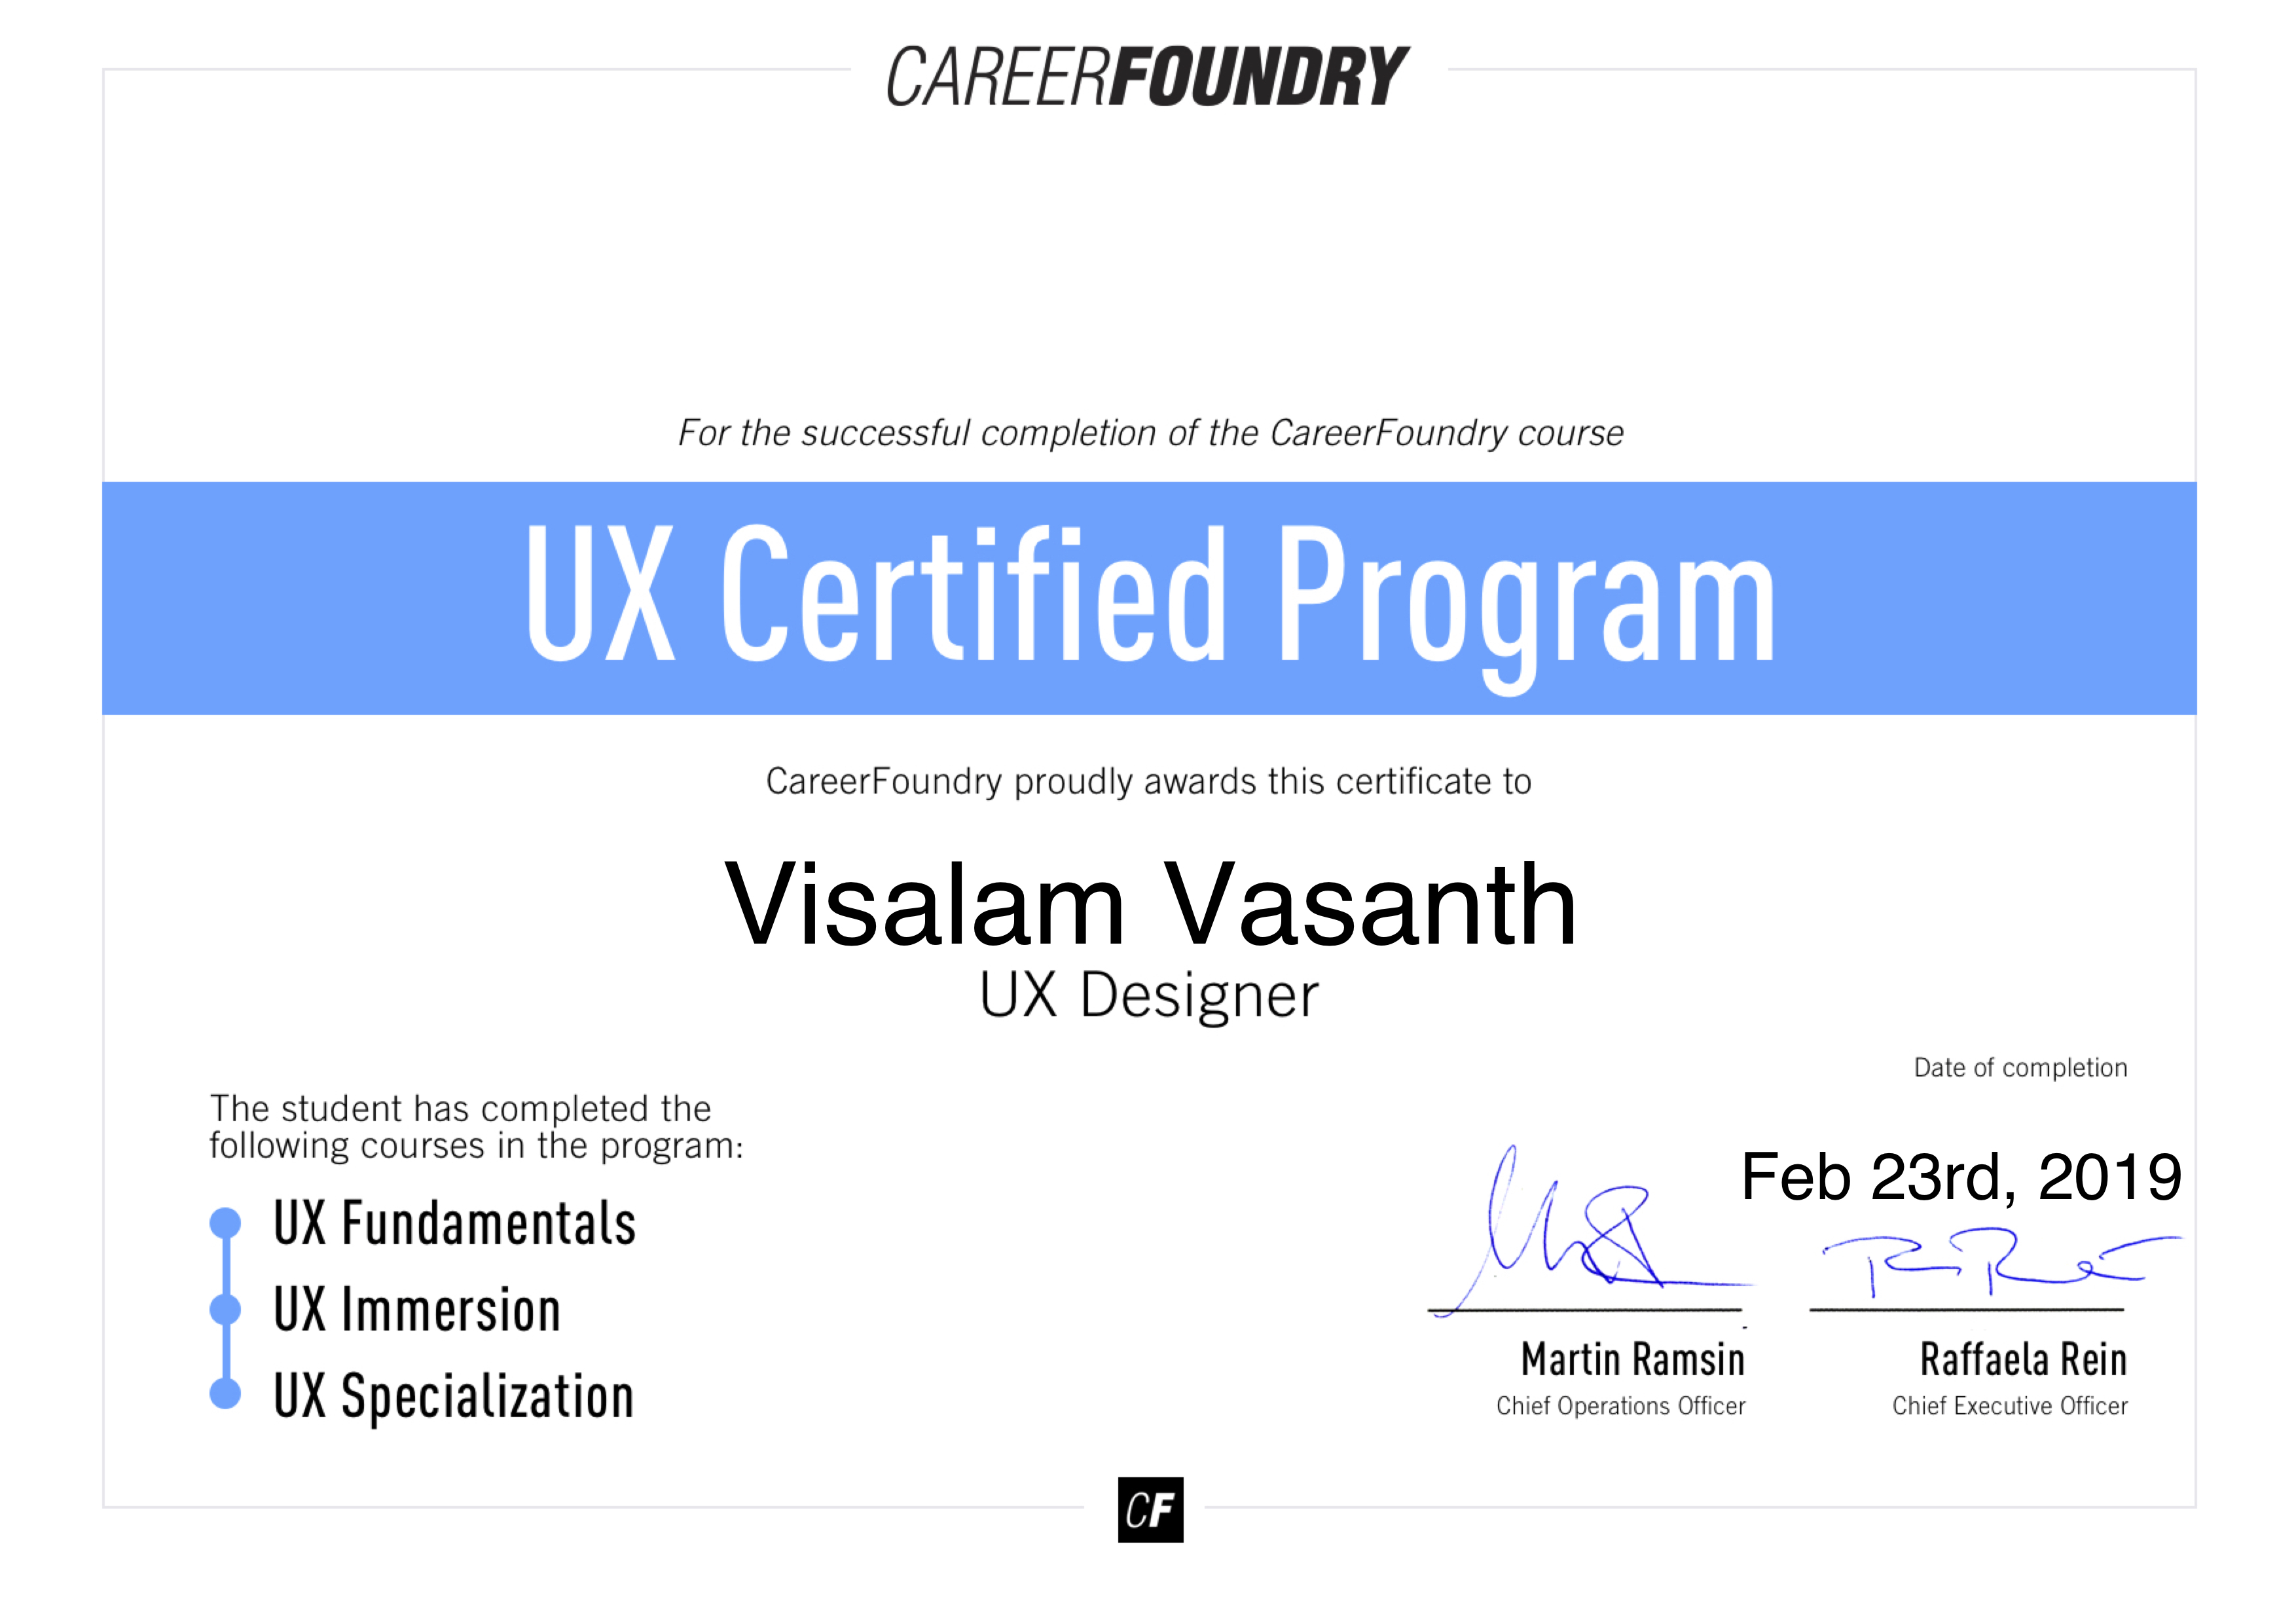 CAREERFOUNDRY
For the successful completion of the CareerFoundry course
UX Certified Program
CareerFoundry proudly awards this certificate to
Visalam Vasanth
UX Designer
The student has completed the
following courses in the program:
UX Fundamentals
UX Immersion
UX Specialization
Date of completion
Feb 23rd, 2019
Martin Ramsin
Chief Operations Officer
Raffaela Rein
Chief Executive Officer
CF